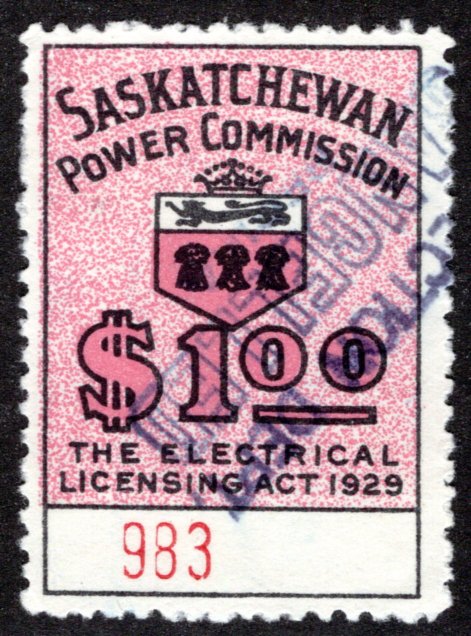 SASKATCHEWAN
POWER COMMISSION
$1.00
THE ELECTRICAL
LICENSING ACT 1929
983